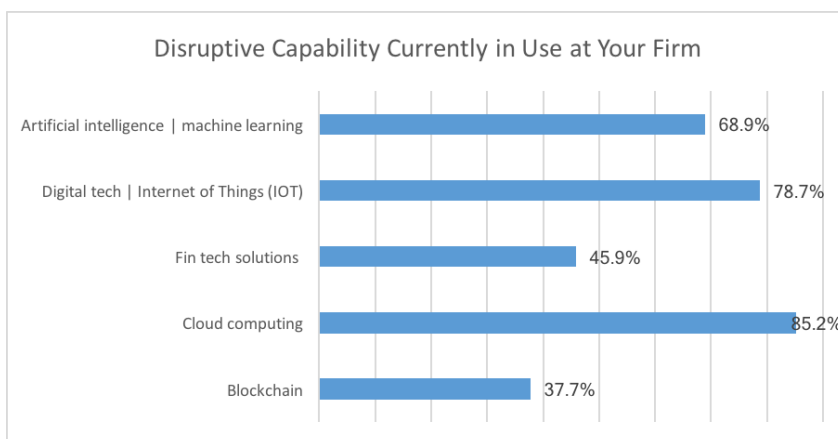 Disruptive Capability Currently in Use at Your Firm
Artificial intelligence | machine learning 68.9%
Digital tech | Internet of Things (IOT) 78.7%
Fin tech solutions 45.9%
Cloud computing 85.2%
Blockchain 37.7%